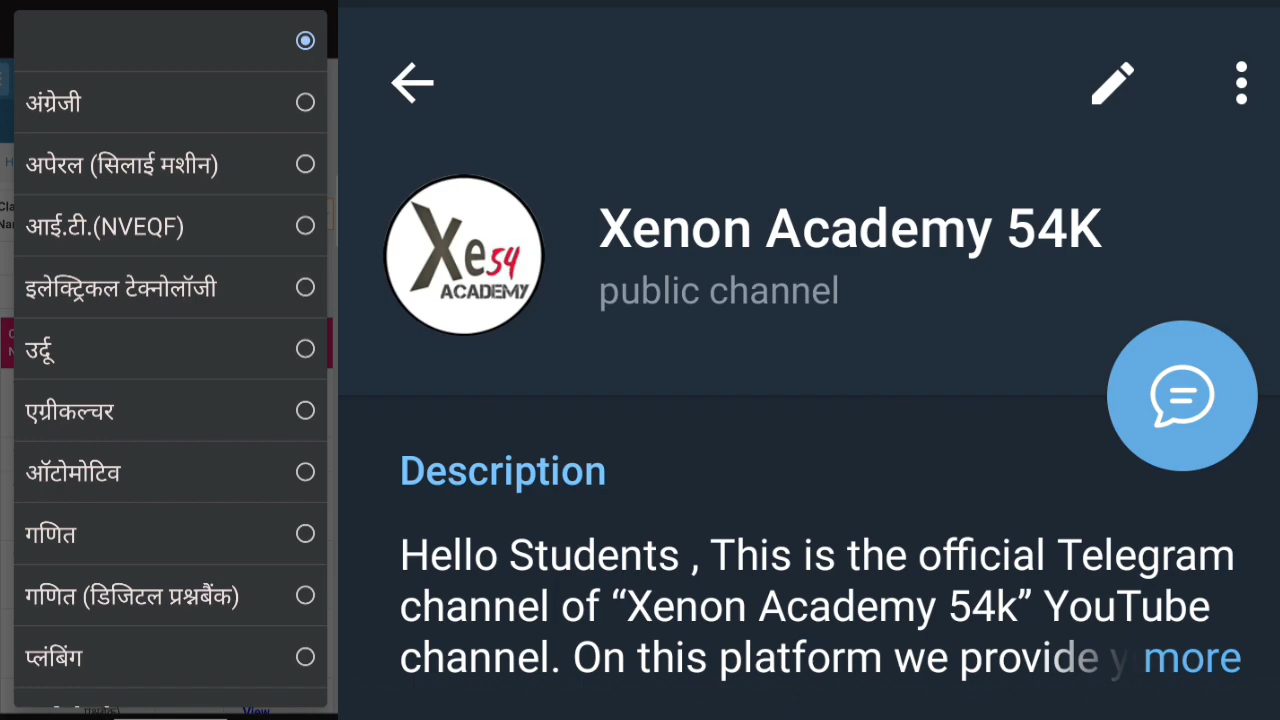 अंग्रेजी
अपेरल (सिलाई मशीन)
आई.टी.(NVEQF)
इलेक्ट्रिकल टेक्नोलॉजी
उर्दू
एग्रीकल्चर
ऑटोमोटिव
गणित
गणित (डिजिटल प्रश्नबैंक)
प्लंबिंग
View
Xe54
ACADEMY
Xenon Academy 54K
public channel
Description
Hello Students , This is the official Telegram
channel of “Xenon Academy 54k” YouTube
channel. On this platform we provide y more